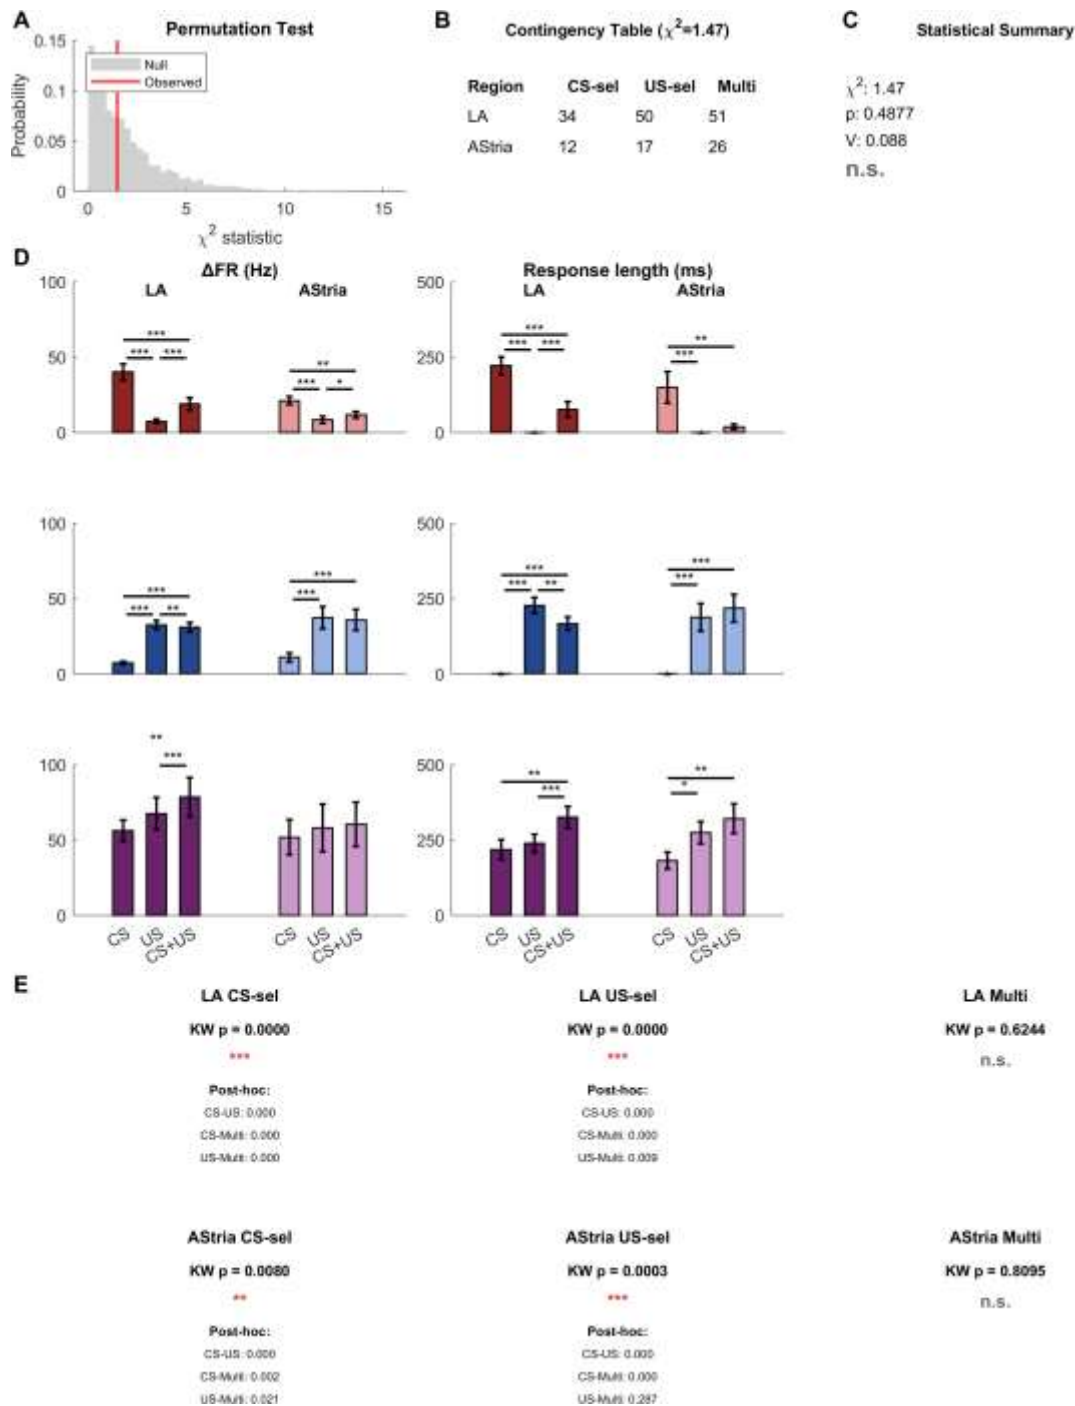 A
Permutation Test
0.15
0.1
0.05
0
Probability
Null
Observed
0 5 10 15
χ² statistic
B
Contingency Table (χ²=1.47)
Region CS-sel US-sel Multi
LA 34 50 51
AStria 12 17 26
C
Statistical Summary
χ²: 1.47
p: 0.4877
V: 0.088
n.s.
D
ΔFR (Hz)
LA AStria
100
50
0
*** *** ***
** *** *
Response length (ms)
LA AStria
500
250
0
*** *** ***
** ***
100
50
0
*** *** **
*** ***
500
250
0
*** *** **
*** ***
100
50
0
** ***
CS US CS+US
CS US CS+US
500
250
0
** ***
** *
CS US CS+US
CS US CS+US
E
LA CS-sel
KW p = 0.0000
***
Post-hoc:
CS-US: 0.000
CS-Multi: 0.000
US-Multi: 0.000
LA US-sel
KW p = 0.0000
***
Post-hoc:
CS-US: 0.000
CS-Multi: 0.000
US-Multi: 0.009
LA Multi
KW p = 0.6244
n.s.
AStria CS-sel
KW p = 0.0080
**
Post-hoc:
CS-US: 0.000
CS-Multi: 0.002
US-Multi: 0.021
AStria US-sel
KW p = 0.0003
***
Post-hoc:
CS-US: 0.000
CS-Multi: 0.000
US-Multi: 0.287
AStria Multi
KW p = 0.8095
n.s.